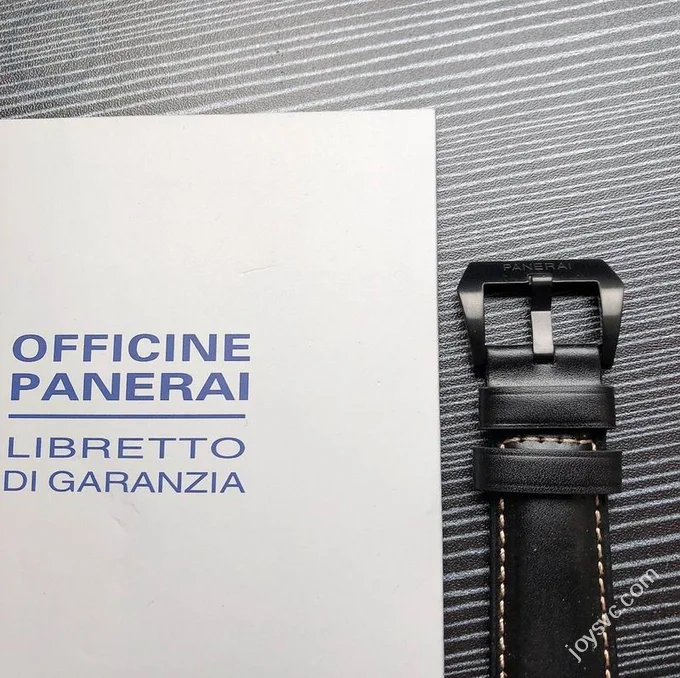 OFFICINE
PANERAI
LIBRETTO
DI GARANZIA
PANERAI
joysvc.com